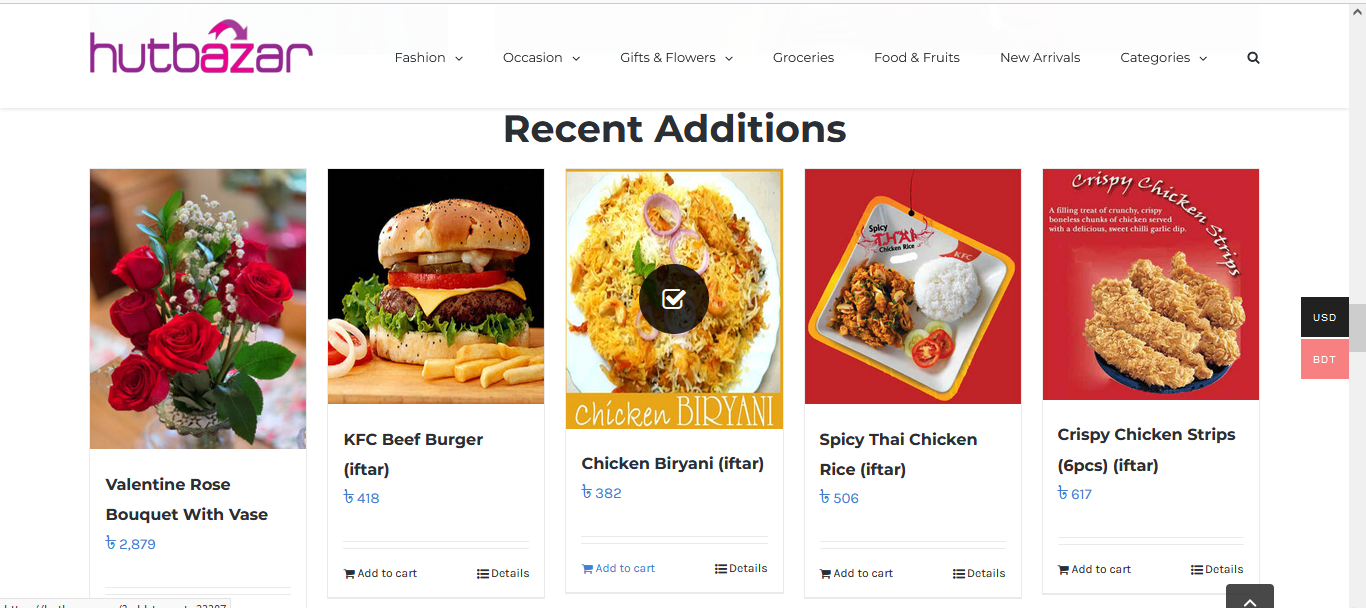 hutbazar
Fashion Occasion Gifts & Flowers Groceries Food & Fruits New Arrivals Categories
Recent Additions
Crispy Chicken Strips
A filling treat of crunchy, crispy
boneless chunks of chicken served
with a delicious, sweet chilli garlic dip.
Spicy
THAI
Chicken Rice
KFC
Chicken BIRYANI
USD
BDT
Valentine Rose
Bouquet With Vase
৳ 2,879
KFC Beef Burger
(iftar)
৳ 418
Add to cart Details
Chicken Biryani (iftar)
৳ 382
Add to cart Details
Spicy Thai Chicken
Rice (iftar)
৳ 506
Add to cart Details
Crispy Chicken Strips
(6pcs) (iftar)
৳ 617
Add to cart Details